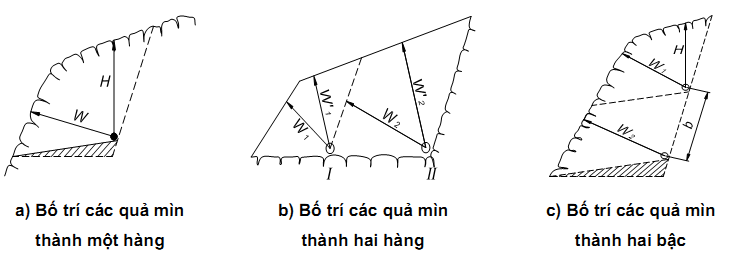 H
W
W'₁
W₁
W'₂
W₂
I
II
H
W₁
W₂
b
a) Bố trí các quả mìn
thành một hàng
b) Bố trí các quả mìn
thành hai hàng
c) Bố trí các quả mìn
thành hai bậc